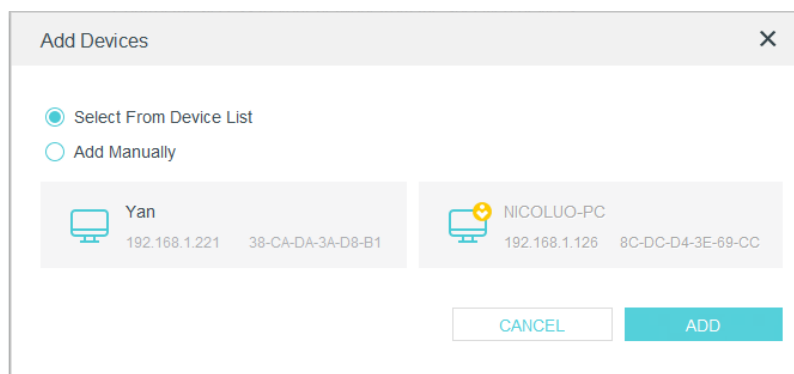 Add Devices
Select From Device List
Add Manually
Yan
192.168.1.221 38-CA-DA-3A-D8-B1
NICOLUO-PC
192.168.1.126 8C-DC-D4-3E-69-CC
CANCEL
ADD